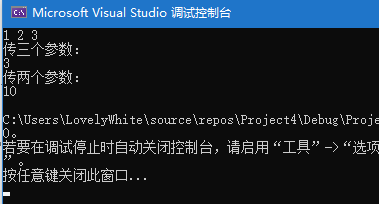 Microsoft Visual Studio 调试控制台
1 2 3
传三个参数:
3
传两个参数:
10
C:\Users\LovelyWhite\source\repos\Project4\Debug\Proje
0。
若要在调试停止时自动关闭控制台，请启用“工具”->“选项
”。
按任意键关闭此窗口...